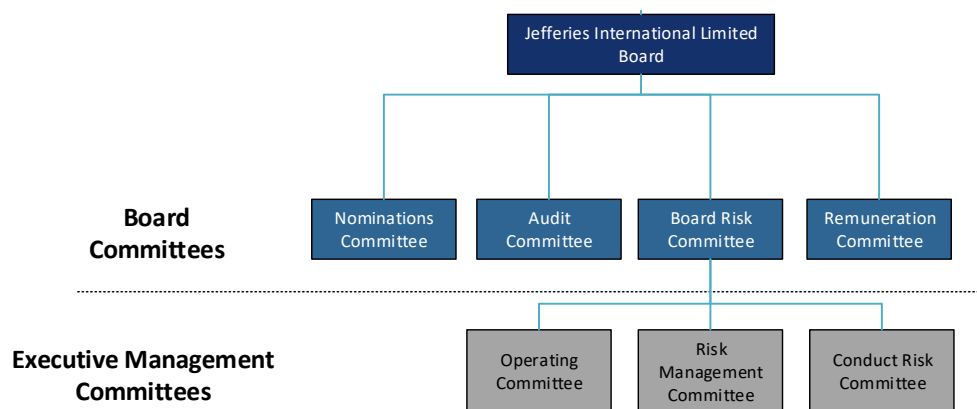 Jefferies International Limited
Board
Board
Committees
Nominations
Committee
Audit
Committee
Board Risk
Committee
Remuneration
Committee
Executive Management
Committees
Operating
Committee
Risk
Management
Committee
Conduct Risk
Committee